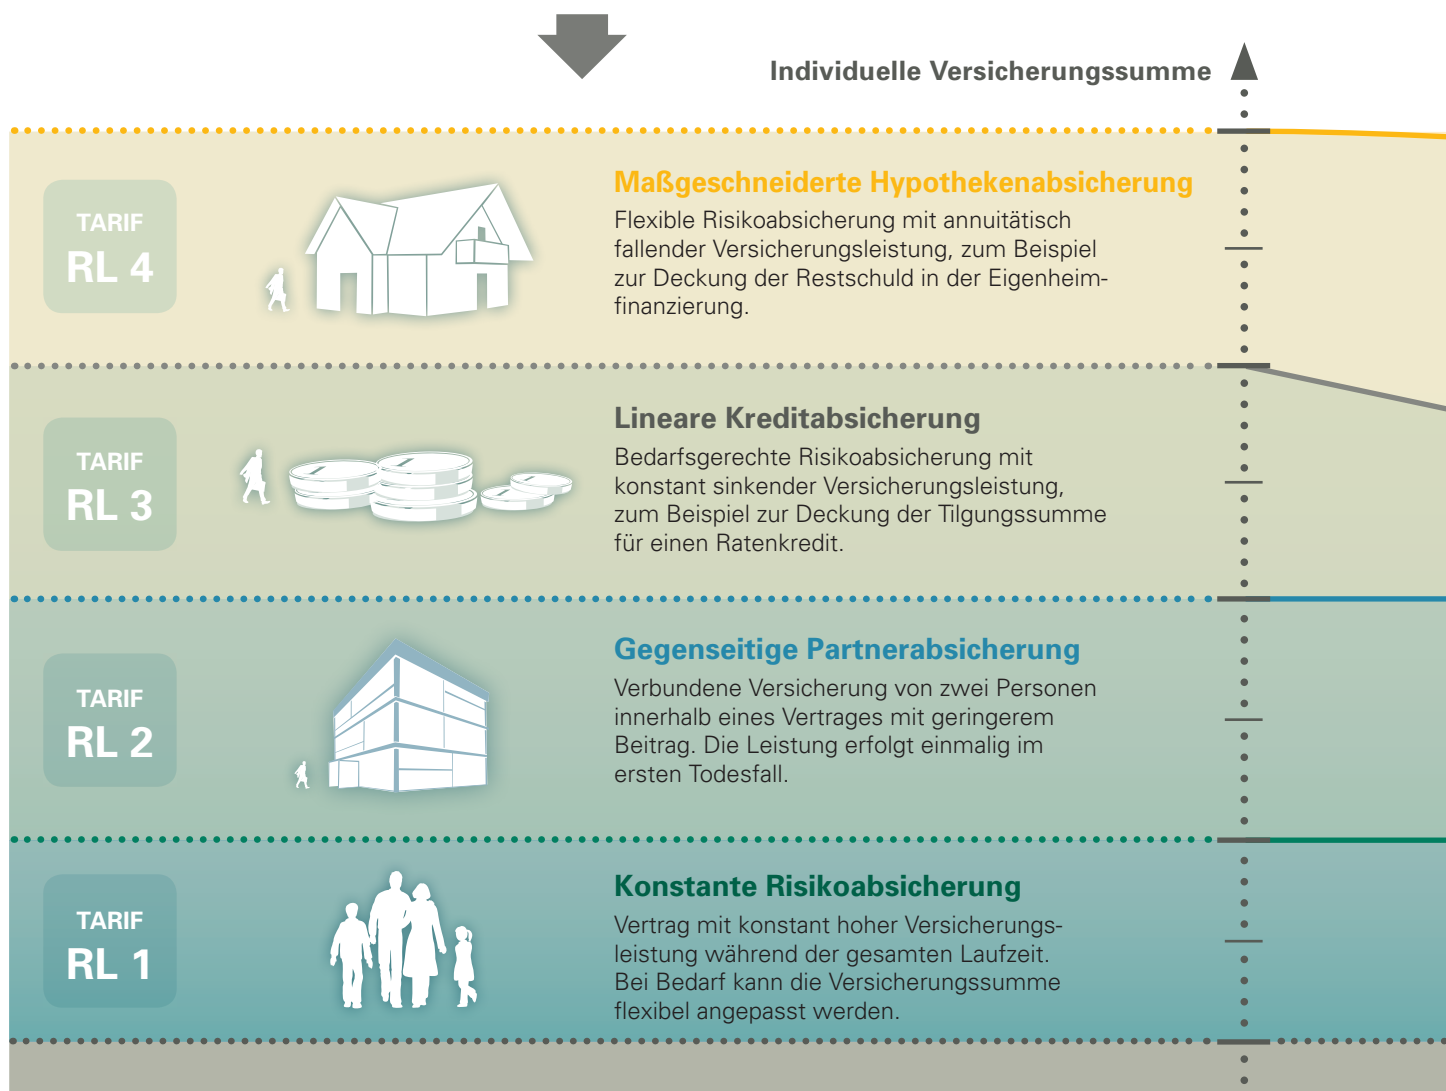 Individuelle Versicherungssumme
TARIF
RL 4
Maßgeschneiderte Hypothekenabsicherung
Flexible Risikoabsicherung mit annuitätisch
fallender Versicherungsleistung, zum Beispiel
zur Deckung der Restschuld in der Eigenheim-
finanzierung.
TARIF
RL 3
Lineare Kreditabsicherung
Bedarfsgerechte Risikoabsicherung mit
konstant sinkender Versicherungsleistung,
zum Beispiel zur Deckung der Tilgungssumme
für einen Ratenkredit.
TARIF
RL 2
Gegenseitige Partnerabsicherung
Verbundene Versicherung von zwei Personen
innerhalb eines Vertrages mit geringerem
Beitrag. Die Leistung erfolgt einmalig im
ersten Todesfall.
TARIF
RL 1
Konstante Risikoabsicherung
Vertrag mit konstant hoher Versicherungs-
leistung während der gesamten Laufzeit.
Bei Bedarf kann die Versicherungssumme
flexibel angepasst werden.